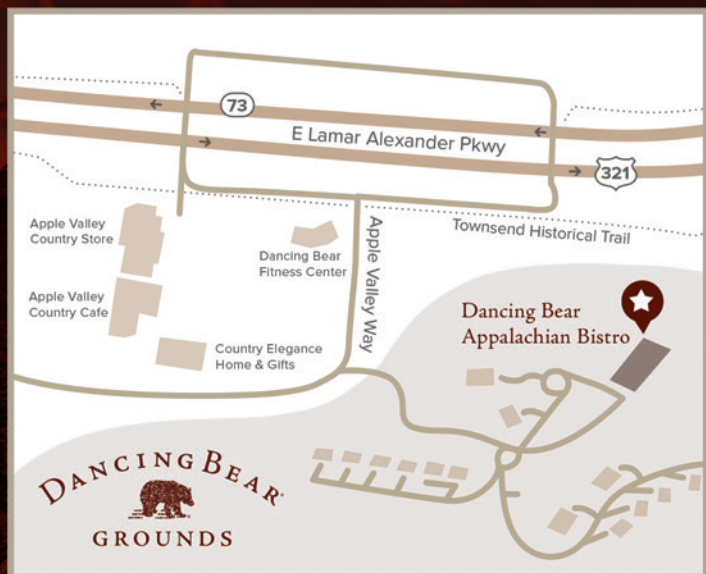 73
E Lamar Alexander Pkwy
321
Townsend Historical Trail
Apple Valley
Country Store
Dancing Bear
Fitness Center
Apple Valley Way
Apple Valley
Country Cafe
Country Elegance
Home & Gifts
Dancing Bear
Appalachian Bistro
DANCING BEAR®
GROUNDS